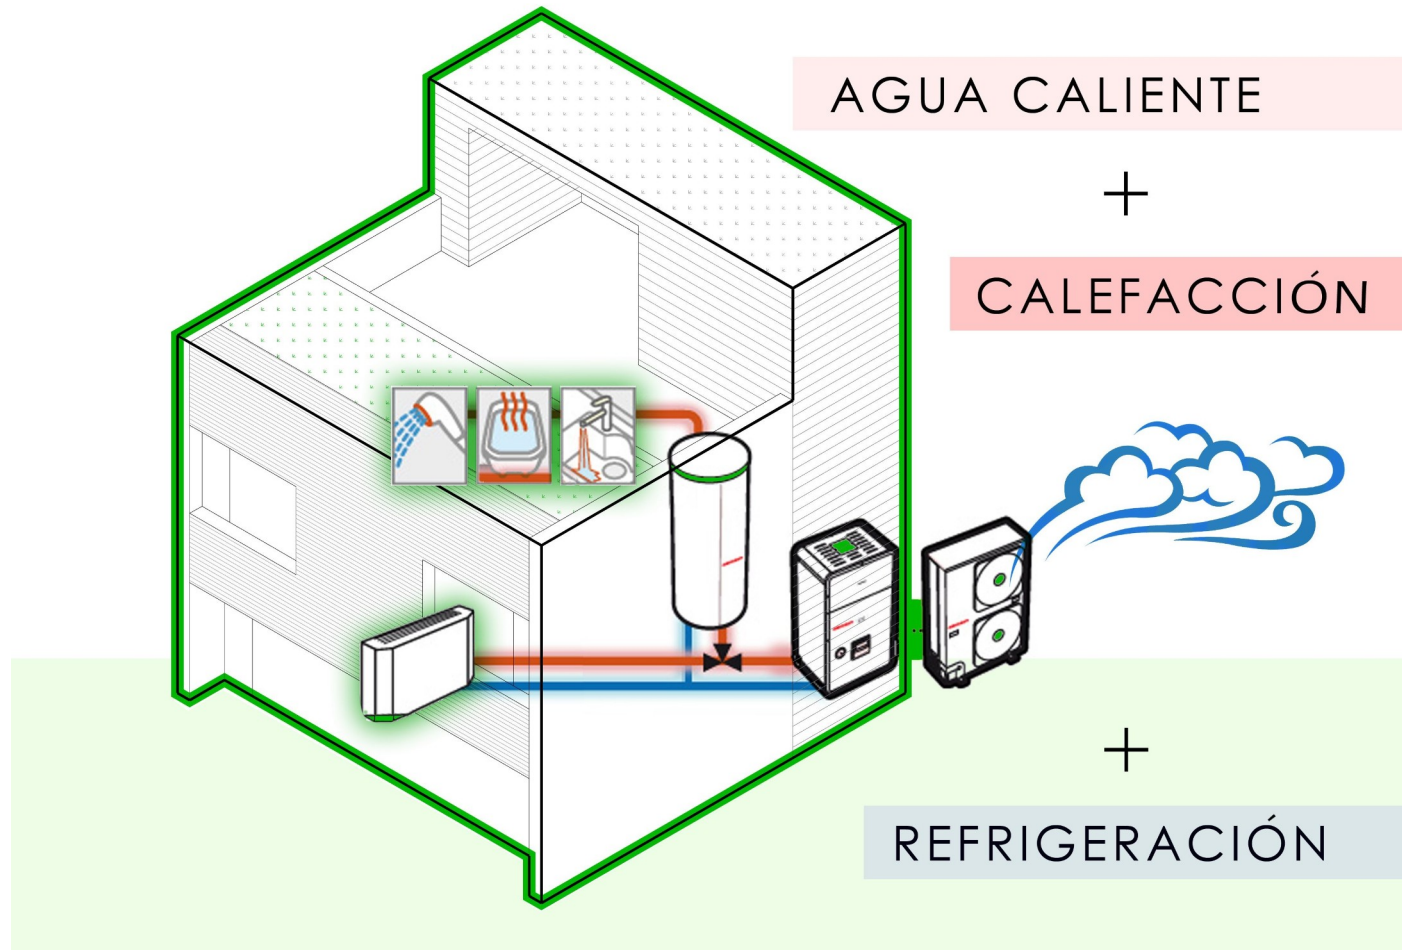 AGUA CALIENTE
+
CALEFACCIÓN
+
REFRIGERACIÓN